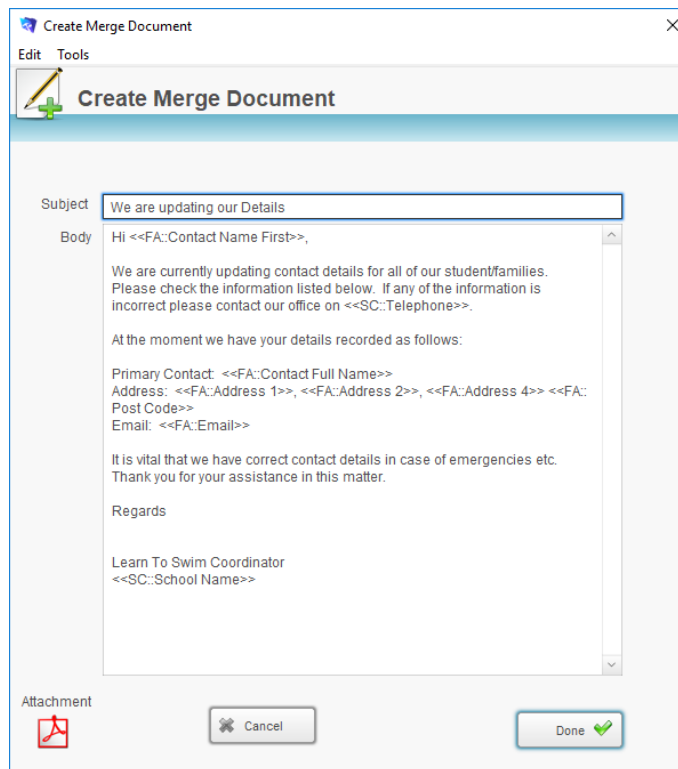 Create Merge Document
Edit Tools
Create Merge Document
Subject We are updating our Details
Body Hi <<FA::Contact Name First>>,
We are currently updating contact details for all of our student/families.
Please check the information listed below.  If any of the information is
incorrect please contact our office on <<SC::Telephone>>.
At the moment we have your details recorded as follows:
Primary Contact:  <<FA::Contact Full Name>>
Address:  <<FA::Address 1>>, <<FA::Address 2>>, <<FA::Address 4>> <<FA::
Post Code>>
Email:  <<FA::Email>>
It is vital that we have correct contact details in case of emergencies etc.
Thank you for your assistance in this matter.
Regards
Learn To Swim Coordinator
<<SC::School Name>>
Attachment
Cancel
Done